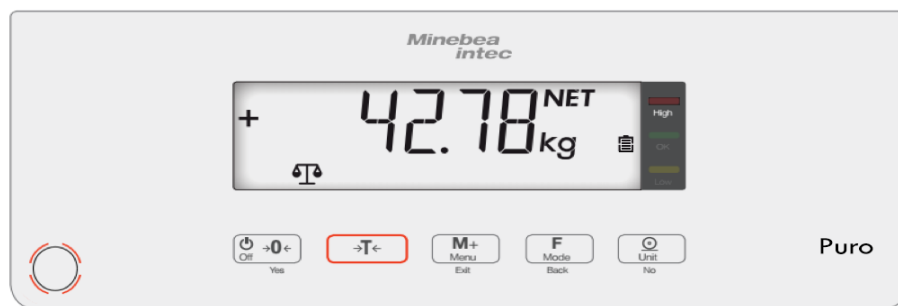 Minebea
intec
+ 42.78 NET
kg
High
OK
LOW
→0← →T← M+ F
Off Menu Mode Unit
Yes Exit Back No
Puro